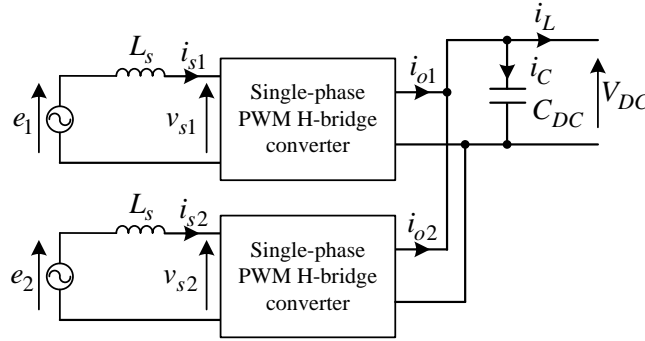 L_s i_s1
e_1
v_s1
Single-phase
PWM H-bridge
converter
i_o1
i_L
i_C
C_DC
V_DC
L_s i_s2
e_2
v_s2
Single-phase
PWM H-bridge
converter
i_o2